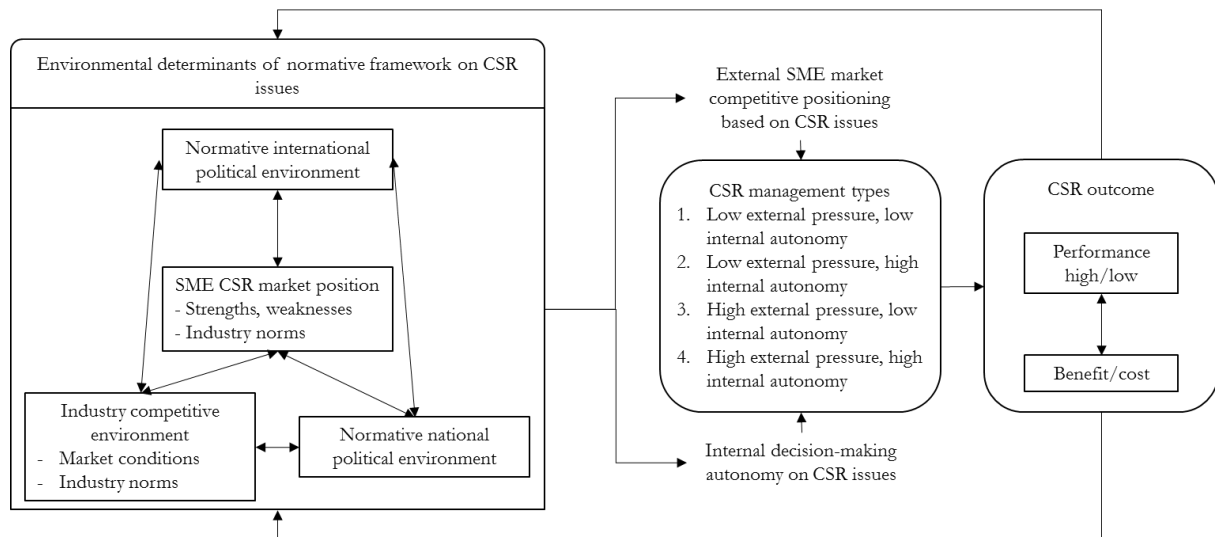 Environmental determinants of normative framework on CSR
issues
Normative international
political environment
SME CSR market position
- Strengths, weaknesses
- Industry norms
Industry competitive
environment
- Market conditions
- Industry norms
Normative national
political environment
External SME market
competitive positioning
based on CSR issues
CSR management types
1. Low external pressure, low
internal autonomy
2. Low external pressure, high
internal autonomy
3. High external pressure, low
internal autonomy
4. High external pressure, high
internal autonomy
Internal decision-making
autonomy on CSR issues
CSR outcome
Performance
high/low
Benefit/cost